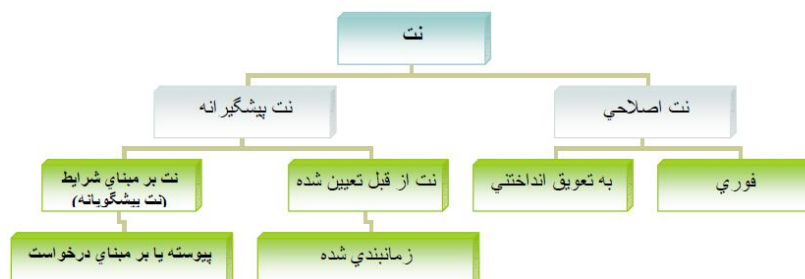 نت
نت اصلاحي
نت پيشگيرانه
فوري
به تعويق انداختني
نت از قبل تعيين شده
نت بر مبناي شرايط
(نت پيشگويانه)
زمانبندي شده
پيوسته يا بر مبناي درخواست